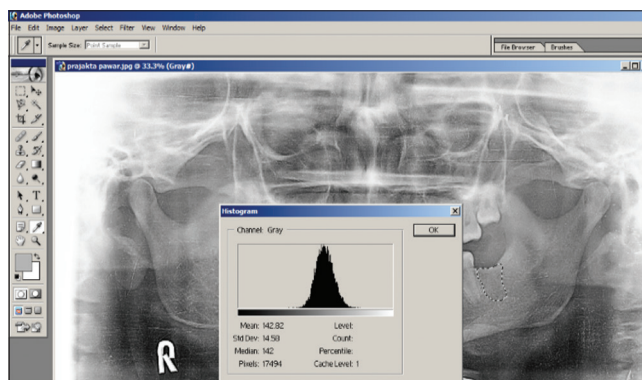 Adobe Photoshop
File Edit Image Layer Select Filter View Window Help
Sample Size: Point Sample
File Browser Brushes
prajakta pawar.jpg @ 33.3% (Gray#)
Histogram
Channel: Gray
OK
Mean: 142.82 Level:
Std Dev: 14.58 Count:
Median: 142 Percentile:
Pixels: 17494 Cache Level: 1
R